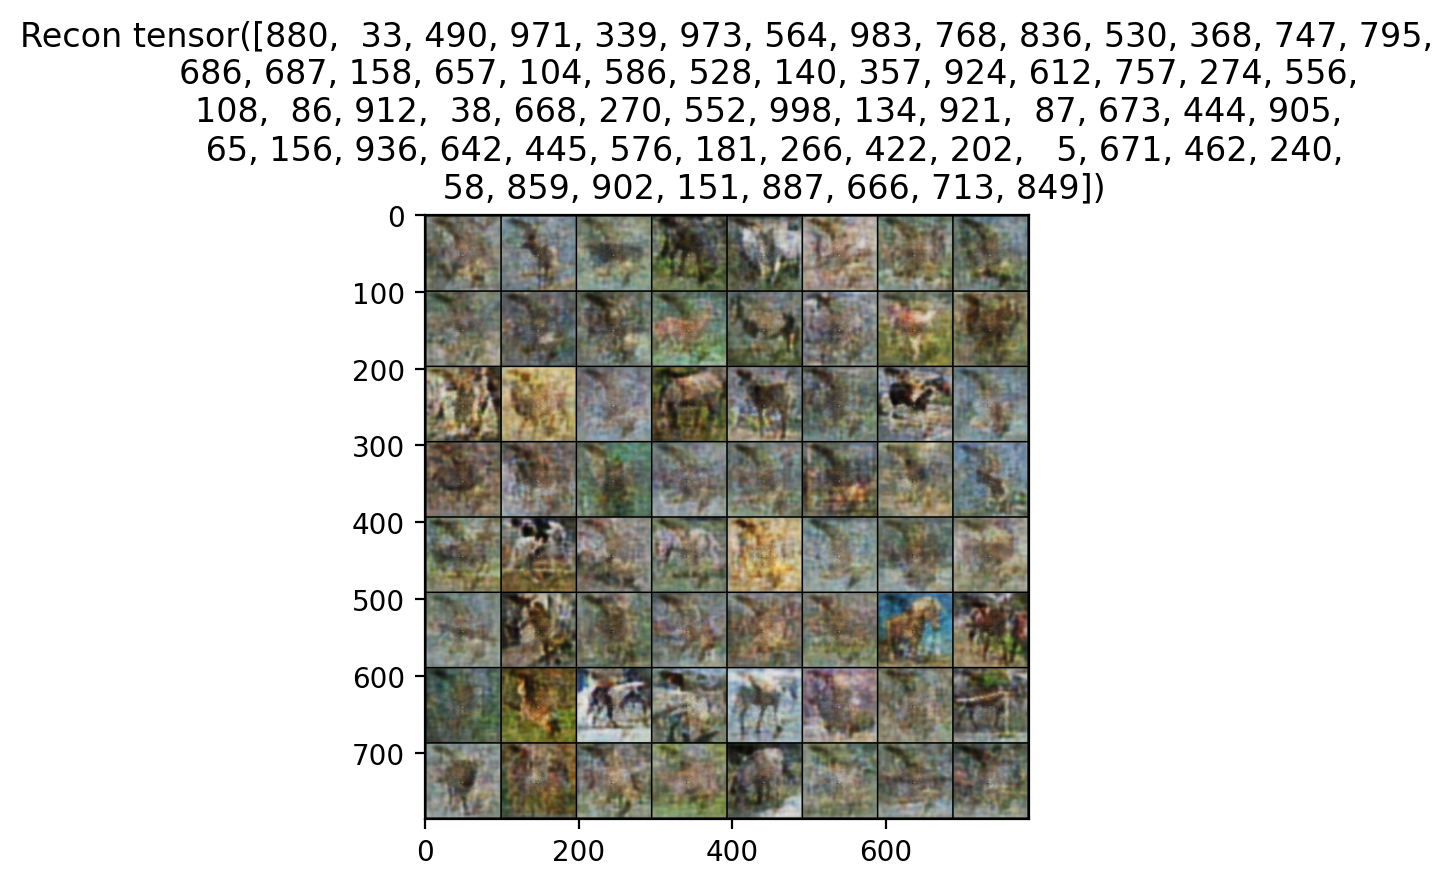 Recon tensor([880,  33, 490, 971, 339, 973, 564, 983, 768, 836, 530, 368, 747, 795,
686, 687, 158, 657, 104, 586, 528, 140, 357, 924, 612, 757, 274, 556,
108,  86, 912,  38, 668, 270, 552, 998, 134, 921,  87, 673, 444, 905,
65, 156, 936, 642, 445, 576, 181, 266, 422, 202,   5, 671, 462, 240,
58, 859, 902, 151, 887, 666, 713, 849])
0
100
200
300
400
500
600
700
0 200 400 600